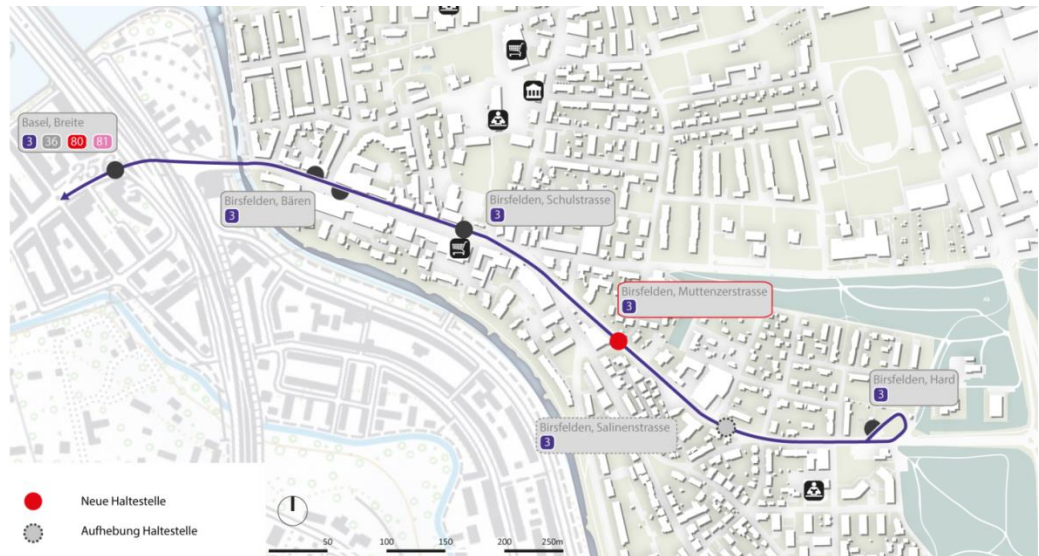 Basel, Breite
3 36 80 81
Birsfelden, Bären
3
Birsfelden, Schulstrasse
3
Birsfelden, Muttenzerstrasse
3
Birsfelden, Hard
3
Birsfelden, Salinenstrasse
3
Neue Haltestelle
Aufhebung Haltestelle
50 100 150 200 250m